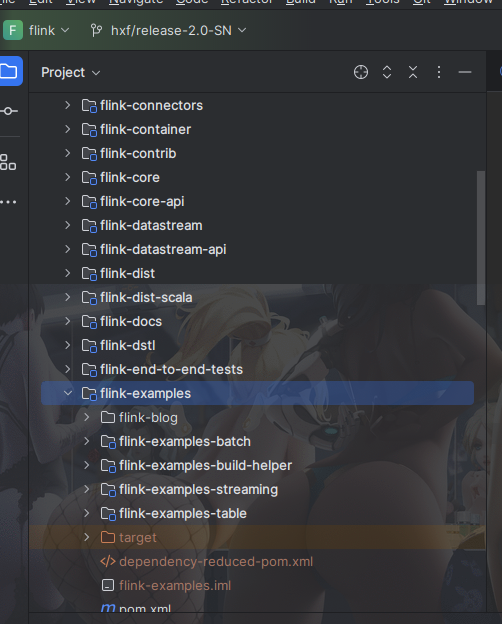 File Edit View Navigate Code Refactor Build Run Tools Git Window
F flink hxf/release-2.0-SN
Project
flink-connectors
flink-container
flink-contrib
flink-core
flink-core-api
flink-datastream
flink-datastream-api
flink-dist
flink-dist-scala
flink-docs
flink-dstl
flink-end-to-end-tests
flink-examples
flink-blog
flink-examples-batch
flink-examples-build-helper
flink-examples-streaming
flink-examples-table
target
</> dependency-reduced-pom.xml
flink-examples.iml
m pom.xml